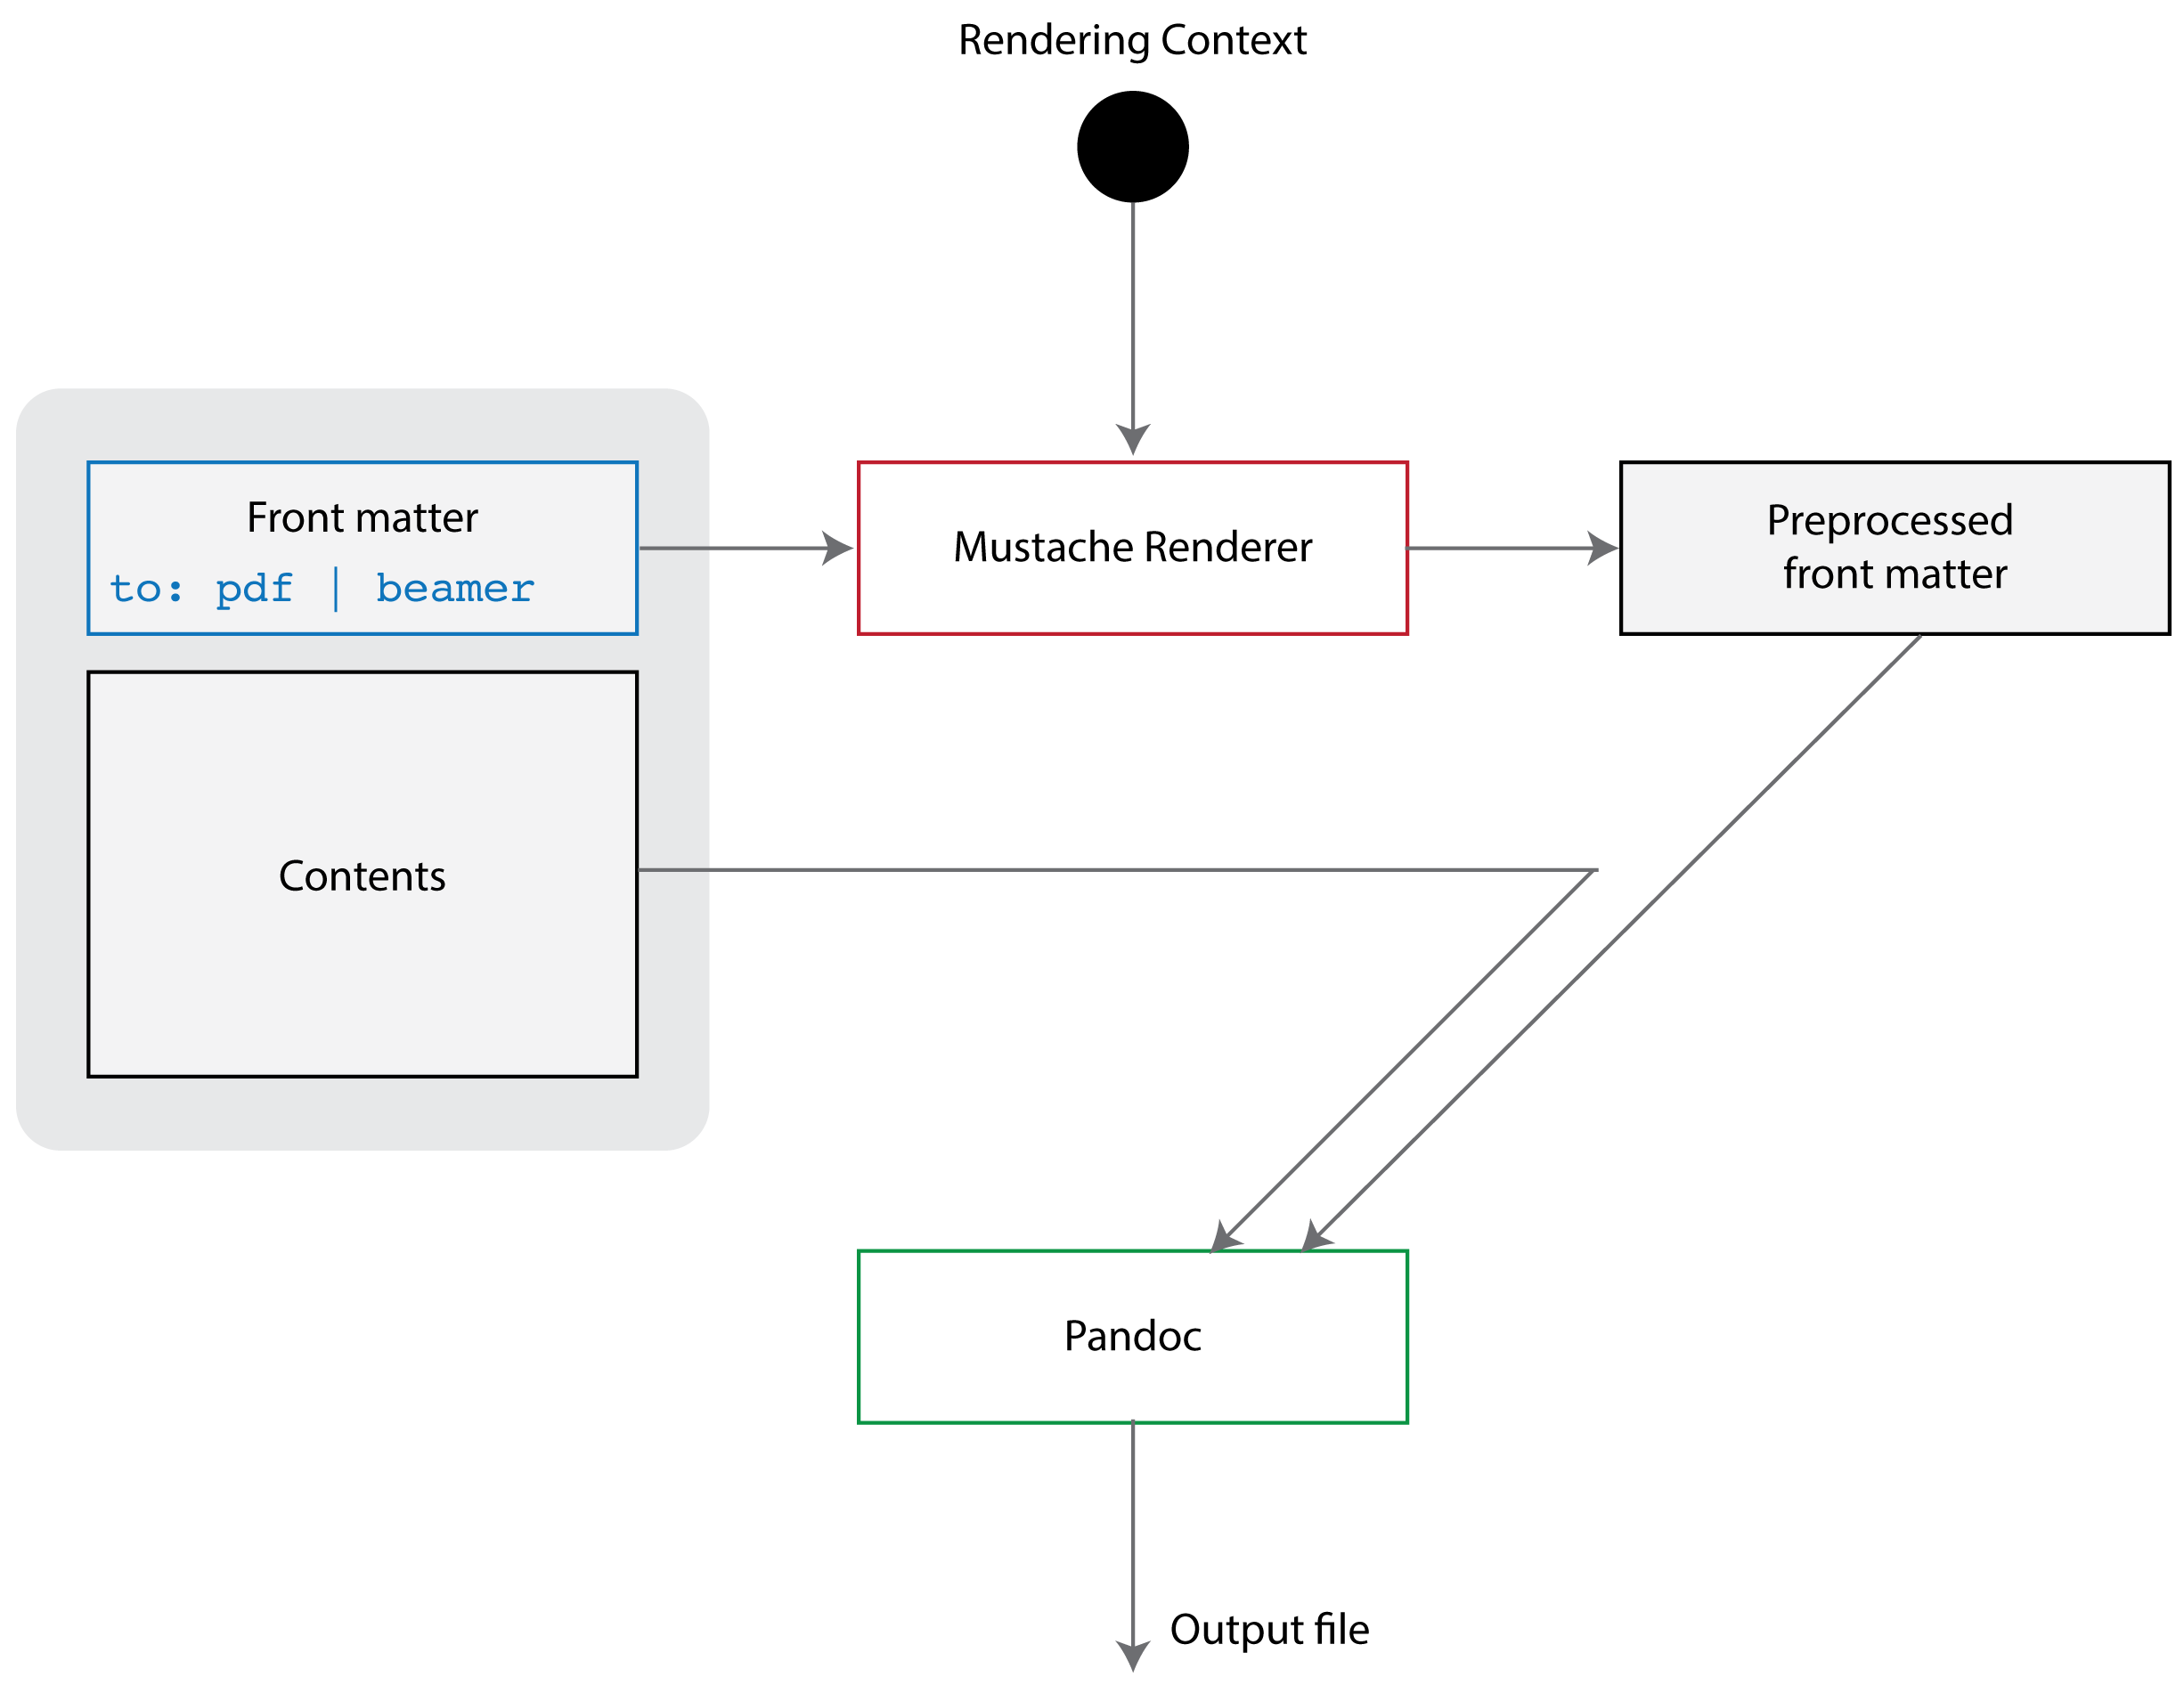 Rendering Context
Front matter
to: pdf | beamer
Mustache Renderer
Preprocessed
front matter
Contents
Pandoc
Output file